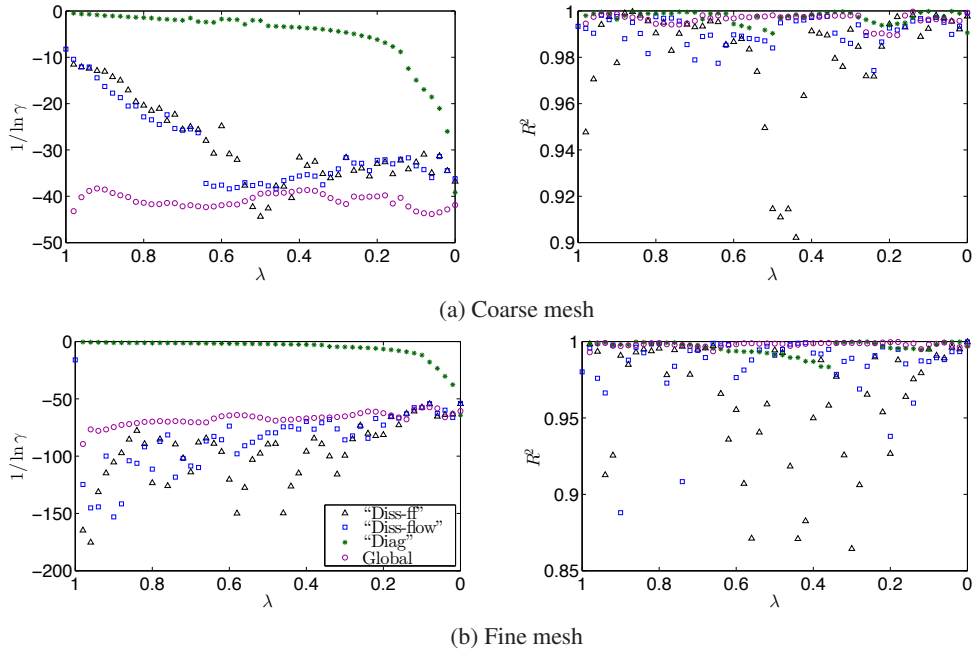 0
−10
−20
−30
−40
−50
1/ ln γ
1 0.8 0.6 0.4 0.2 0
λ
1
0.98
0.96
0.94
0.92
0.9
R²
1 0.8 0.6 0.4 0.2 0
λ
(a) Coarse mesh
0
−50
−100
−150
−200
1/ ln γ
"Diss-ff"
"Diss-flow"
"Diag"
Global
1 0.8 0.6 0.4 0.2 0
λ
1
0.95
0.9
0.85
R²
1 0.8 0.6 0.4 0.2 0
λ
(b) Fine mesh